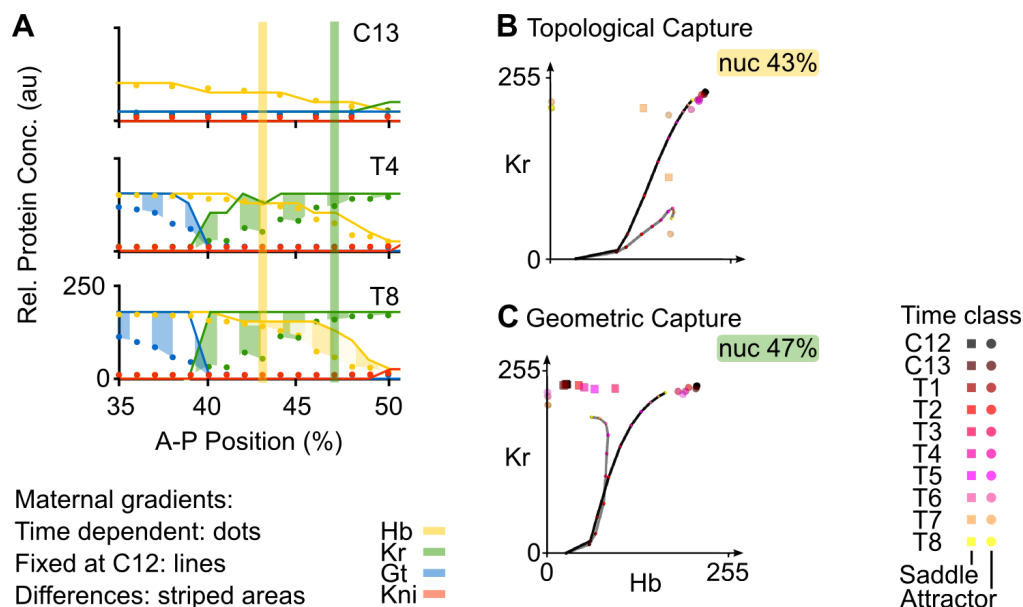 A
C13
T4
T8
Rel. Protein Conc. (au)
250
0
35
40
45
50
A-P Position (%)
Maternal gradients:
Time dependent: dots
Fixed at C12: lines
Differences: striped areas
Hb
Kr
Gt
Kni
B Topological Capture
nuc 43%
255
Kr
0
C Geometric Capture
nuc 47%
255
Kr
0
0
Hb
255
Time class
C12
C13
T1
T2
T3
T4
T5
T6
T7
T8
Saddle
Attractor